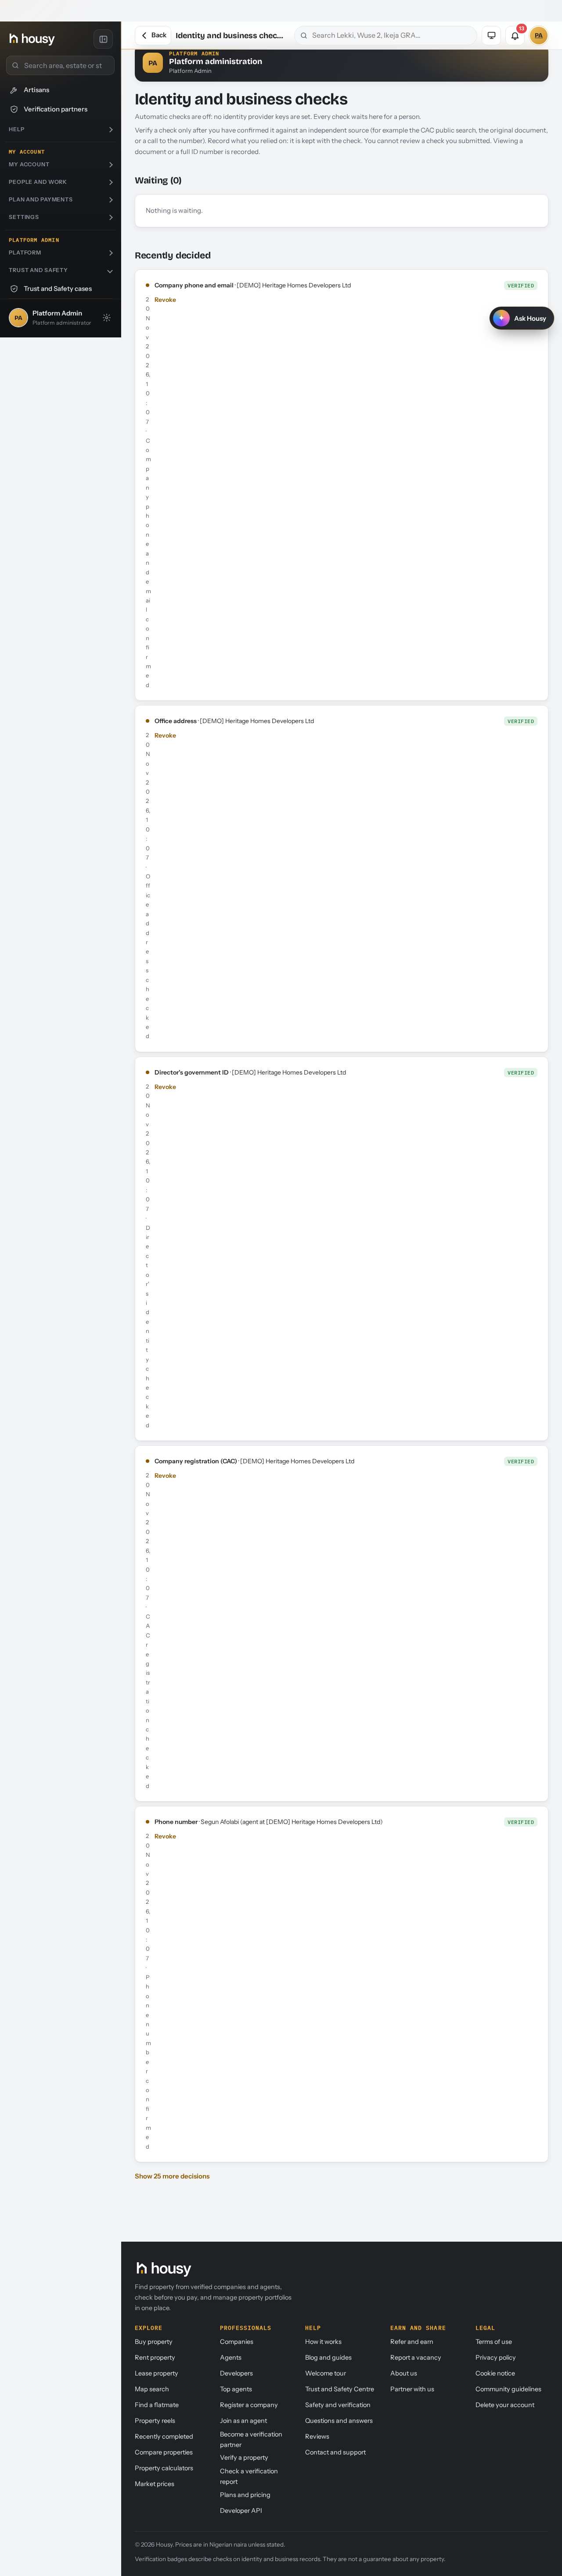 housy
Search area, estate or st
Artisans
Verification partners
HELP
MY ACCOUNT
MY ACCOUNT
PEOPLE AND WORK
PLAN AND PAYMENTS
SETTINGS
PLATFORM ADMIN
PLATFORM
TRUST AND SAFETY
Trust and Safety cases
PA
Platform Admin
Platform administrator
Back
Identity and business chec...
Search Lekki, Wuse 2, Ikeja GRA...
13
PA
PA
PLATFORM ADMIN
Platform administration
Platform Admin
Identity and business checks
Automatic checks are off: no identity provider keys are set. Every check waits here for a person.
Verify a check only after you have confirmed it against an independent source (for example the CAC public search, the original document,
or a call to the number). Record what you relied on: it is kept with the check. You cannot review a check you submitted. Viewing a
document or a full ID number is recorded.
Waiting (0)
Nothing is waiting.
Recently decided
Company phone and email · [DEMO] Heritage Homes Developers Ltd
VERIFIED
20 Nov 2026, 10:07 · Company phone and email confirmed
Revoke
Ask Housy
Office address · [DEMO] Heritage Homes Developers Ltd
VERIFIED
20 Nov 2026, 10:07 · Office address checked
Revoke
Director's government ID · [DEMO] Heritage Homes Developers Ltd
VERIFIED
20 Nov 2026, 10:07 · Director's identity checked
Revoke
Company registration (CAC) · [DEMO] Heritage Homes Developers Ltd
VERIFIED
20 Nov 2026, 10:07 · CAC registration checked
Revoke
Phone number · Segun Afolabi (agent at [DEMO] Heritage Homes Developers Ltd)
VERIFIED
20 Nov 2026, 10:07 · Phone number confirmed
Revoke
Show 25 more decisions
housy
Find property from verified companies and agents,
check before you pay, and manage property portfolios
in one place.
EXPLORE
Buy property
Rent property
Lease property
Map search
Find a flatmate
Property reels
Recently completed
Compare properties
Property calculators
Market prices
PROFESSIONALS
Companies
Agents
Developers
Top agents
Register a company
Join as an agent
Become a verification
partner
Verify a property
Check a verification
report
Plans and pricing
Developer API
HELP
How it works
Blog and guides
Welcome tour
Trust and Safety Centre
Safety and verification
Questions and answers
Reviews
Contact and support
EARN AND SHARE
Refer and earn
Report a vacancy
About us
Partner with us
LEGAL
Terms of use
Privacy policy
Cookie notice
Community guidelines
Delete your account
© 2026 Housy. Prices are in Nigerian naira unless stated.
Verification badges describe checks on identity and business records. They are not a guarantee about any property.